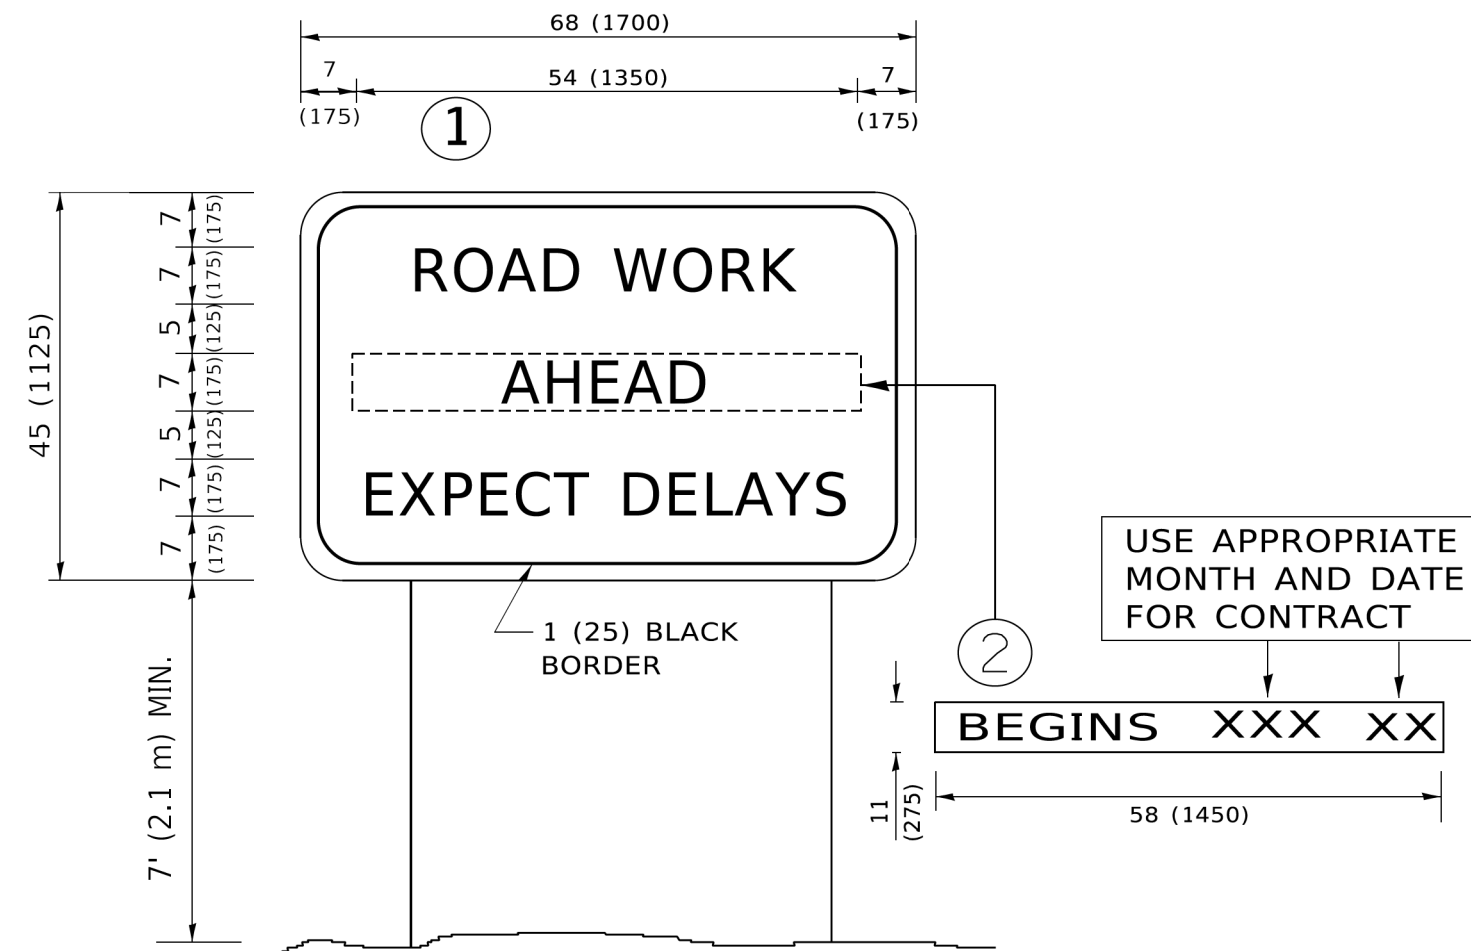 68 (1700)
7
54 (1350)
7
(175)
(175)
1
45 (1125)
7
(175)
7
(175)
5
(125)
7
(175)
5
(125)
7
(175)
7
(175)
ROAD WORK
AHEAD
EXPECT DELAYS
1 (25) BLACK
BORDER
7' (2.1 m) MIN.
2
USE APPROPRIATE
MONTH AND DATE
FOR CONTRACT
BEGINS XXX XX
11
(275)
58 (1450)